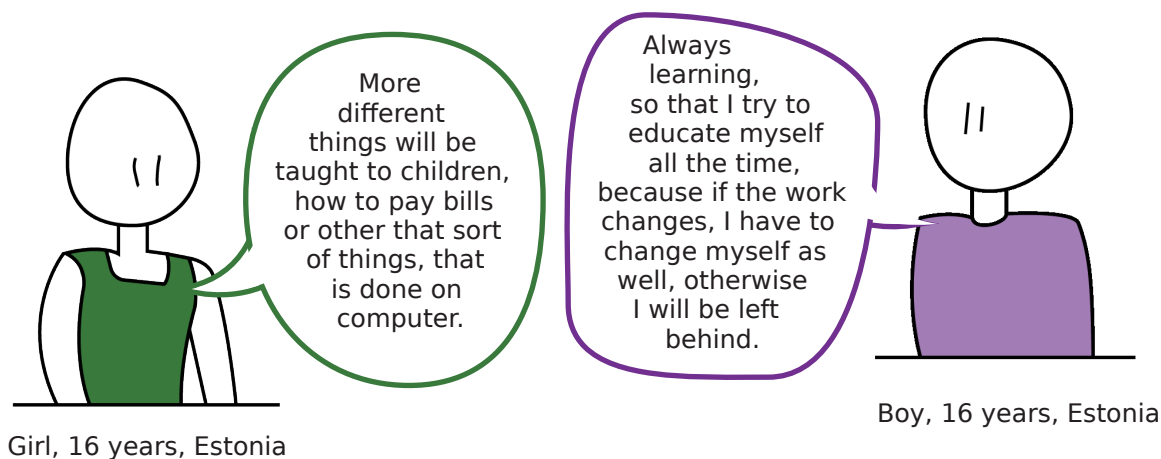 More
different
things will be
taught to children,
how to pay bills
or other that sort
of things, that
is done on
computer.
Girl, 16 years, Estonia
Always
learning,
so that I try to
educate myself
all the time,
because if the work
changes, I have to
change myself as
well, otherwise
I will be left
behind.
Boy, 16 years, Estonia